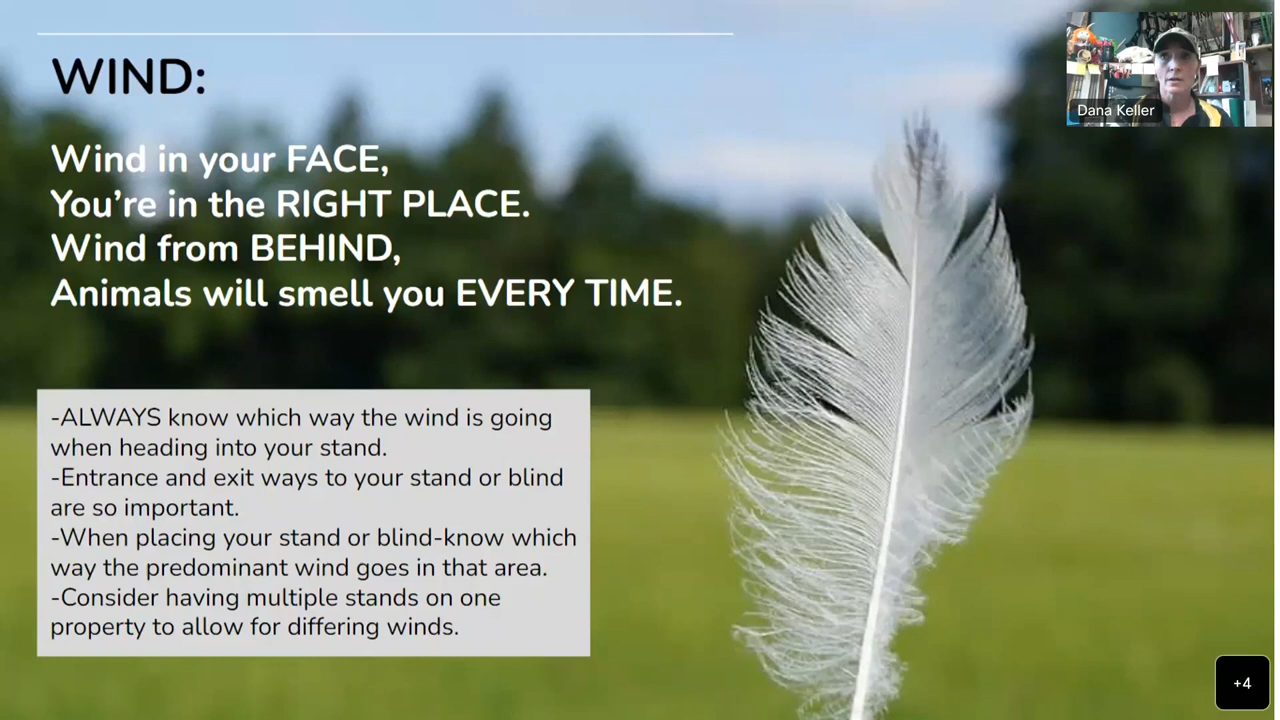 WIND:
Wind in your FACE,
You’re in the RIGHT PLACE.
Wind from BEHIND,
Animals will smell you EVERY TIME.
-ALWAYS know which way the wind is going
when heading into your stand.
-Entrance and exit ways to your stand or blind
are so important.
-When placing your stand or blind-know which
way the predominant wind goes in that area.
-Consider having multiple stands on one
property to allow for differing winds.
Dana Keller
+4